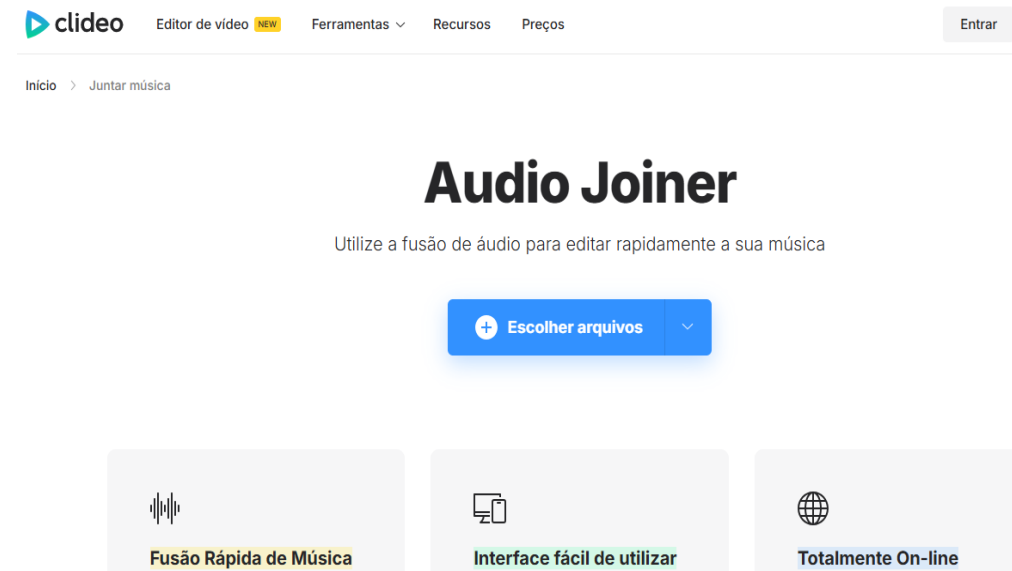 clideo Editor de vídeo NEW Ferramentas Recursos Preços Entrar
Início Juntar música
Audio Joiner
Utilize a fusão de áudio para editar rapidamente a sua música
Escolher arquivos
Fusão Rápida de Música
Interface fácil de utilizar
Totalmente On-line